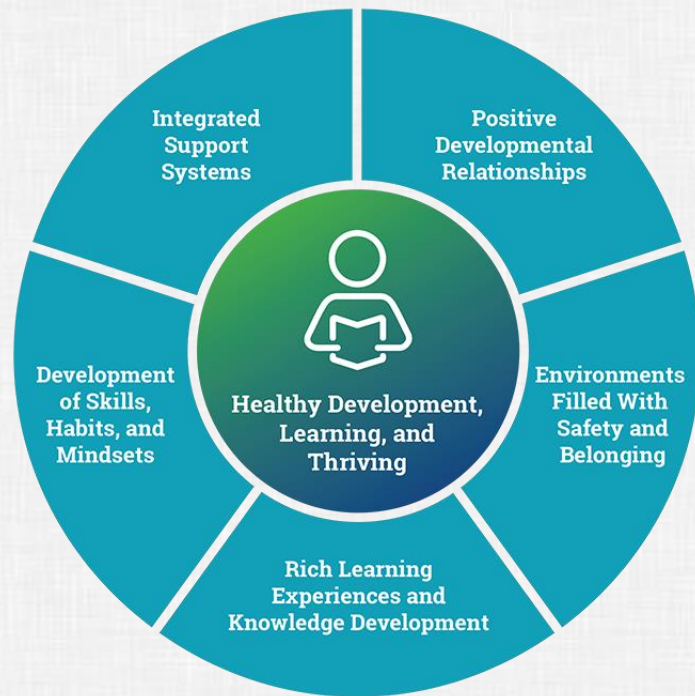 Integrated
Support
Systems
Positive
Developmental
Relationships
Development
of Skills,
Habits, and
Mindsets
Healthy Development,
Learning, and
Thriving
Environments
Filled With
Safety and
Belonging
Rich Learning
Experiences and
Knowledge Development